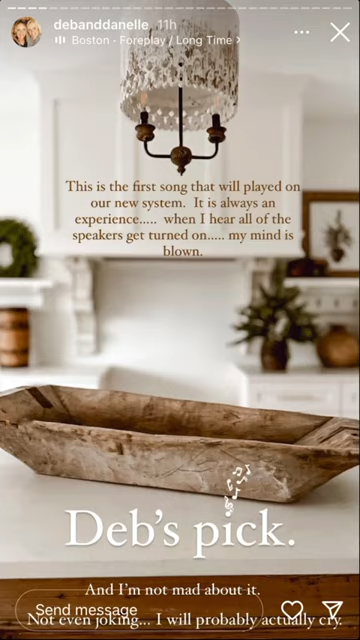 debanddanelle 11h
Boston · Foreplay / Long Time >
This is the first song that will played on
our new system. It is always an
experience..... when I hear all of the
speakers get turned on..... my mind is
blown.
Deb's pick.
And I'm not mad about it.
Send message
Not even joking... I will probably actually cry.